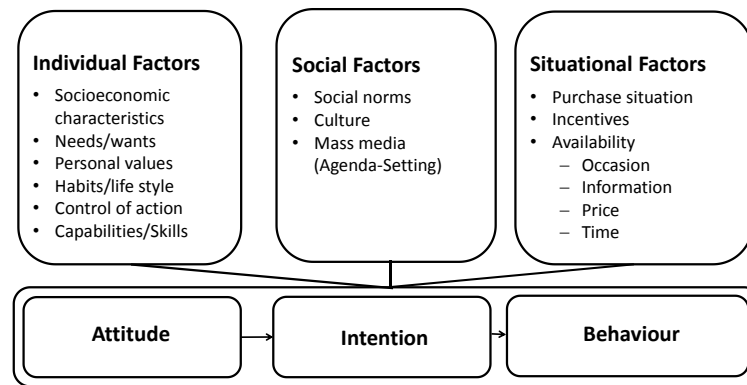 Individual Factors
• Socioeconomic
characteristics
• Needs/wants
• Personal values
• Habits/life style
• Control of action
• Capabilities/Skills
Social Factors
• Social norms
• Culture
• Mass media
(Agenda-Setting)
Situational Factors
• Purchase situation
• Incentives
• Availability
– Occasion
– Information
– Price
– Time
Attitude
Intention
Behaviour